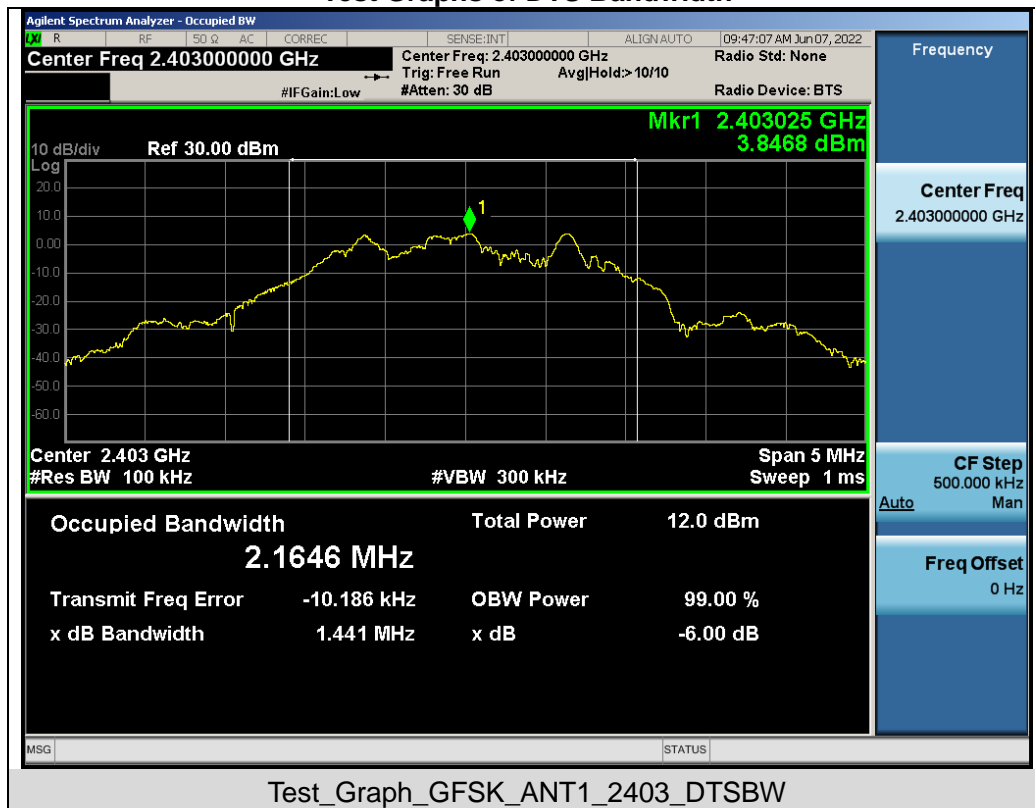 Agilent Spectrum Analyzer - Occupied BW
LXI R RF 50 Ω AC CORREC SENSE:INT ALIGN AUTO 09:47:07 AM Jun 07, 2022
Center Freq 2.403000000 GHz
Center Freq: 2.403000000 GHz
Radio Std: None
Trig: Free Run Avg|Hold:>10/10
#IFGain:Low
#Atten: 30 dB
Radio Device: BTS
Frequency
Mkr1 2.403025 GHz
3.8468 dBm
10 dB/div Ref 30.00 dBm
Log
20.0
10.0
0.00
-10.0
-20.0
-30.0
-40.0
-50.0
-60.0
1
Center 2.403 GHz Span 5 MHz
#Res BW 100 kHz #VBW 300 kHz Sweep 1 ms
Occupied Bandwidth Total Power 12.0 dBm
2.1646 MHz
Transmit Freq Error -10.186 kHz OBW Power 99.00 %
x dB Bandwidth 1.441 MHz x dB -6.00 dB
Center Freq
2.403000000 GHz
CF Step
500.000 kHz
Auto Man
Freq Offset
0 Hz
MSG STATUS
Test_Graph_GFSK_ANT1_2403_DTSBW